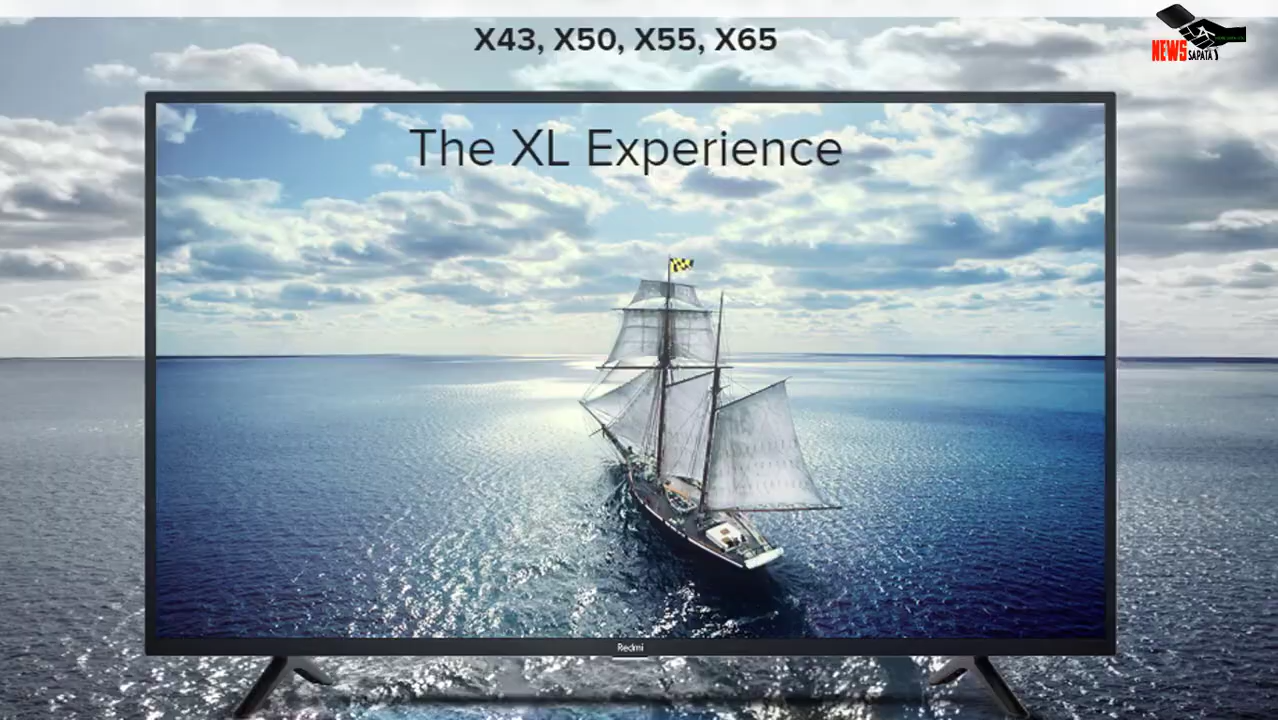 X43, X50, X55, X65
NEWS
SAPATA
The XL Experience
Redmi